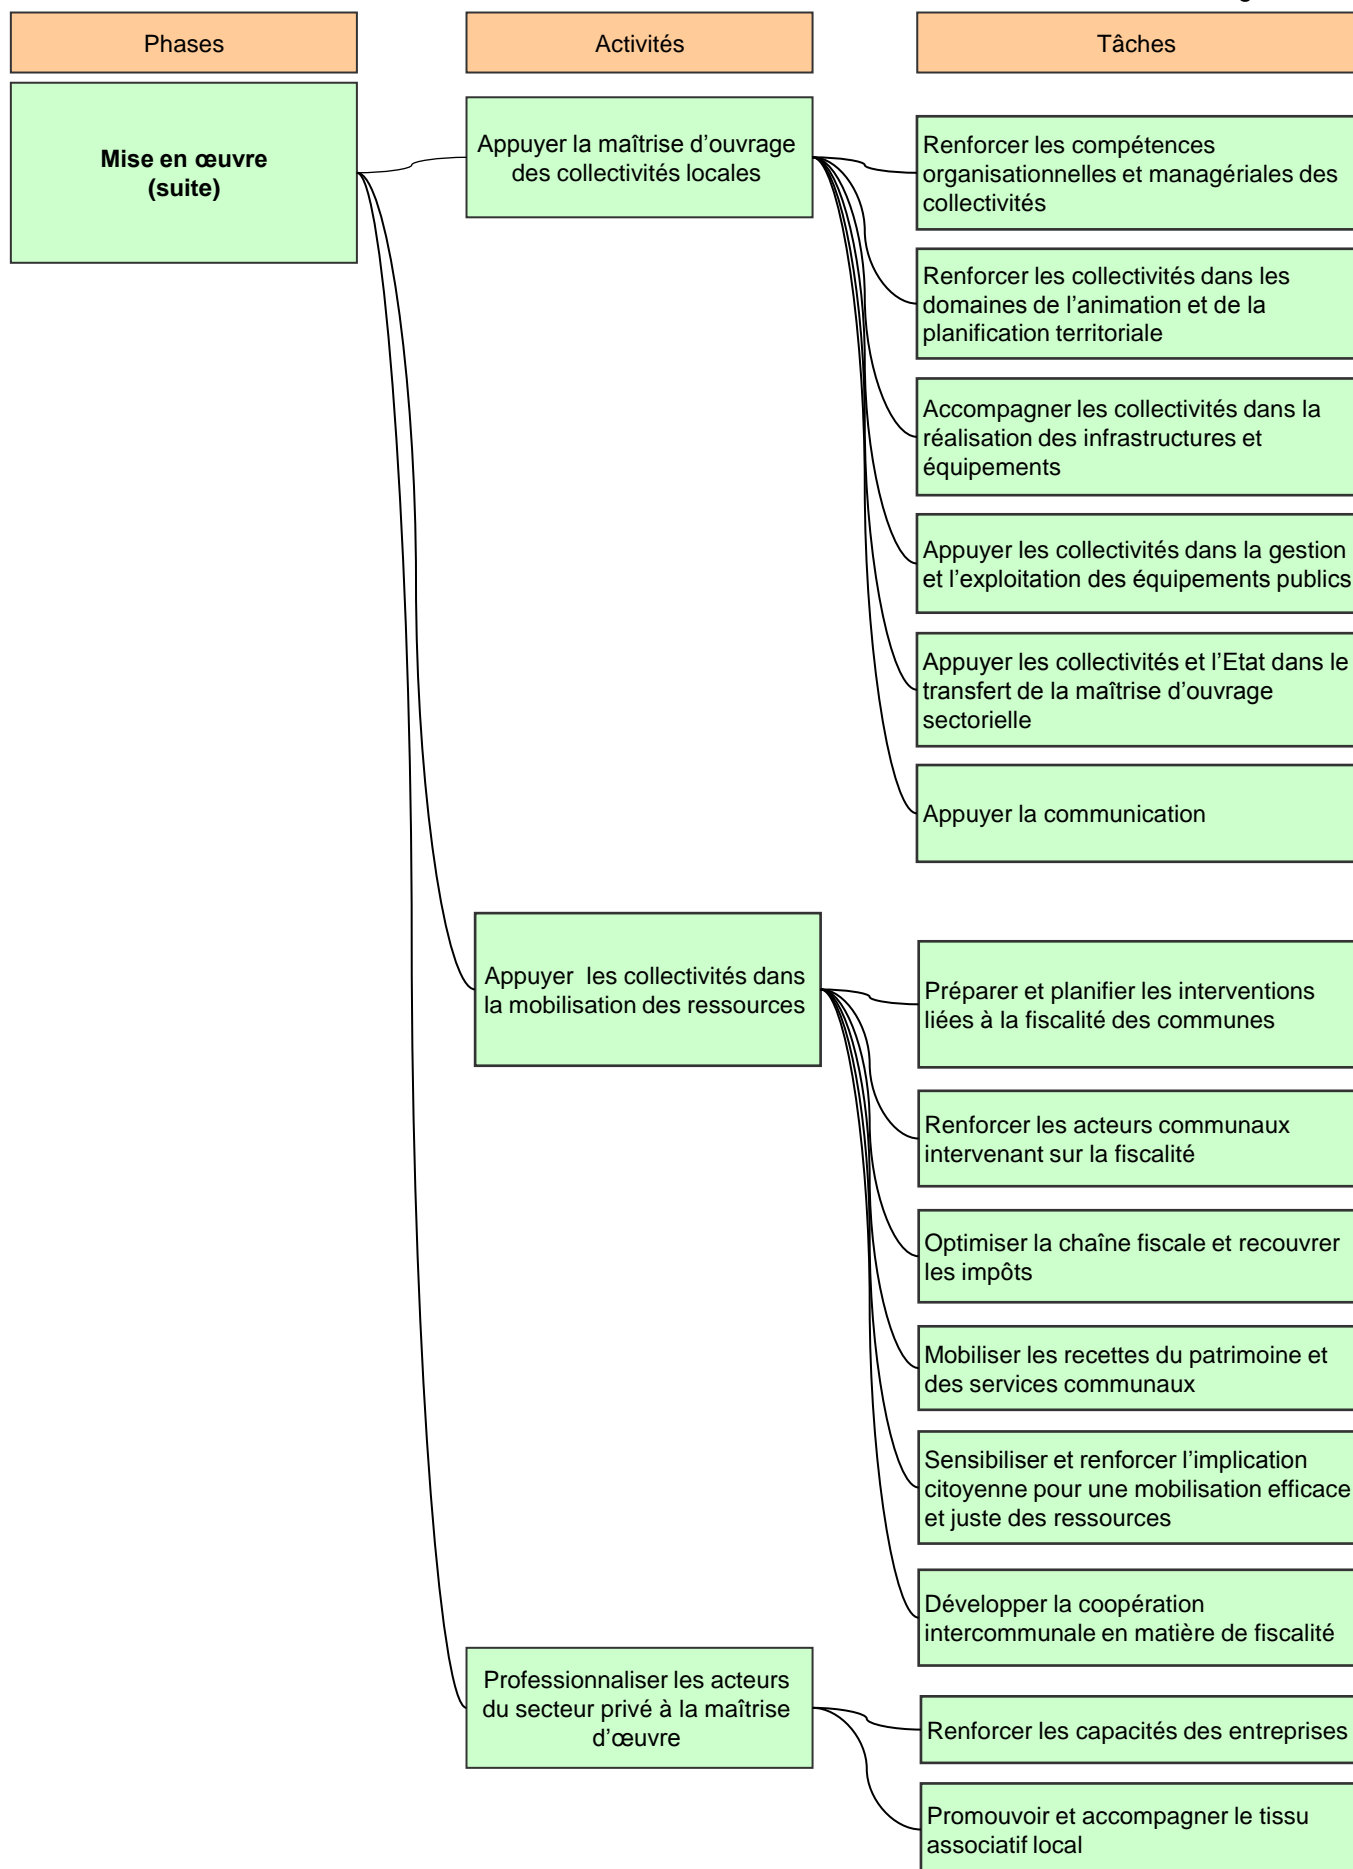 Phases
Activités
Tâches
Mise en œuvre
(suite)
Appuyer la maîtrise d’ouvrage
des collectivités locales
Renforcer les compétences
organisationnelles et managériales des
collectivités
Renforcer les collectivités dans les
domaines de l’animation et de la
planification territoriale
Accompagner les collectivités dans la
réalisation des infrastructures et
équipements
Appuyer les collectivités dans la gestion
et l’exploitation des équipements publics
Appuyer les collectivités et l’Etat dans le
transfert de la maîtrise d’ouvrage
sectorielle
Appuyer la communication
Appuyer  les collectivités dans
la mobilisation des ressources
Préparer et planifier les interventions
liées à la fiscalité des communes
Renforcer les acteurs communaux
intervenant sur la fiscalité
Optimiser la chaîne fiscale et recouvrer
les impôts
Mobiliser les recettes du patrimoine et
des services communaux
Sensibiliser et renforcer l’implication
citoyenne pour une mobilisation efficace
et juste des ressources
Développer la coopération
intercommunale en matière de fiscalité
Professionnaliser les acteurs
du secteur privé à la maîtrise
d’œuvre
Renforcer les capacités des entreprises
Promouvoir et accompagner le tissu
associatif local